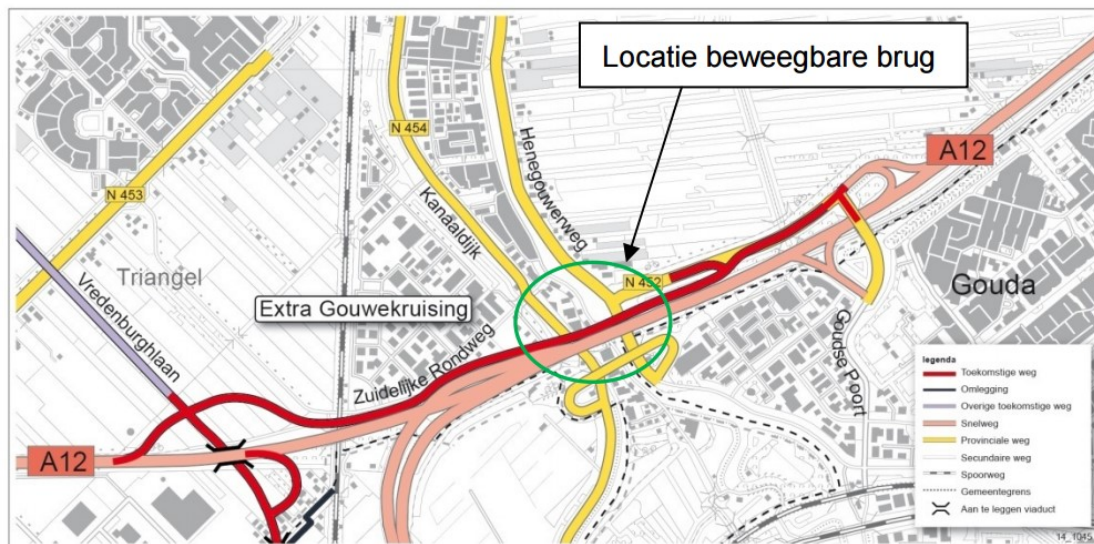 Locatie beweegbare brug
A12
N 454
Henegouwerweg
N 453
Kanaaldijk
Triangel
N 452
Gouda
Vredenburghlaan
Extra Gouwekruising
Zuidelijke Rondweg
Goudse Poort
A12
legenda
Toekomstige weg
Omlegging
Overige toekomstige weg
Snelweg
Provinciale weg
Secundaire weg
Spoorweg
Gemeentegrens
Aan te leggen viaduct
14_1045